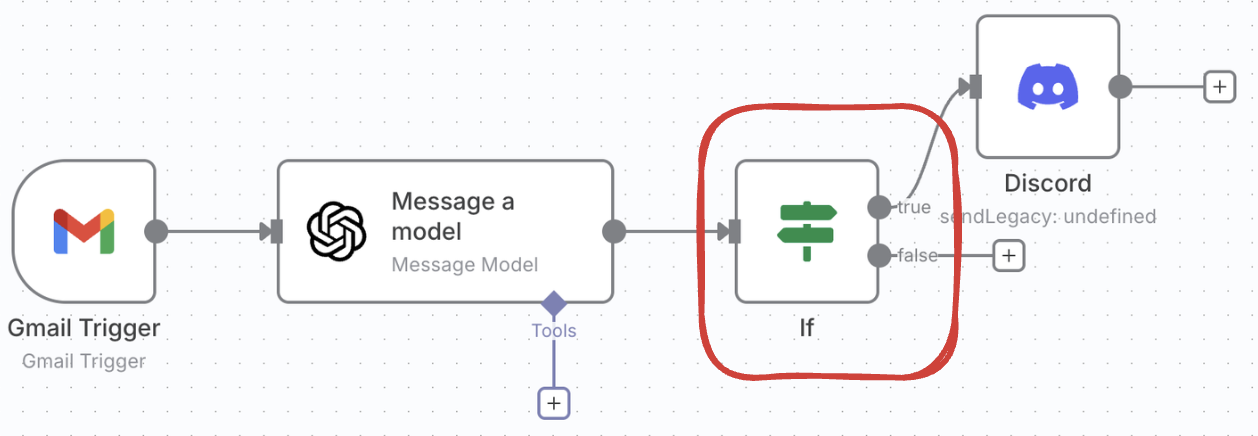 Gmail Trigger
Gmail Trigger
Message a
model
Message Model
Tools
If
true
false
Discord
sendLegacy: undefined